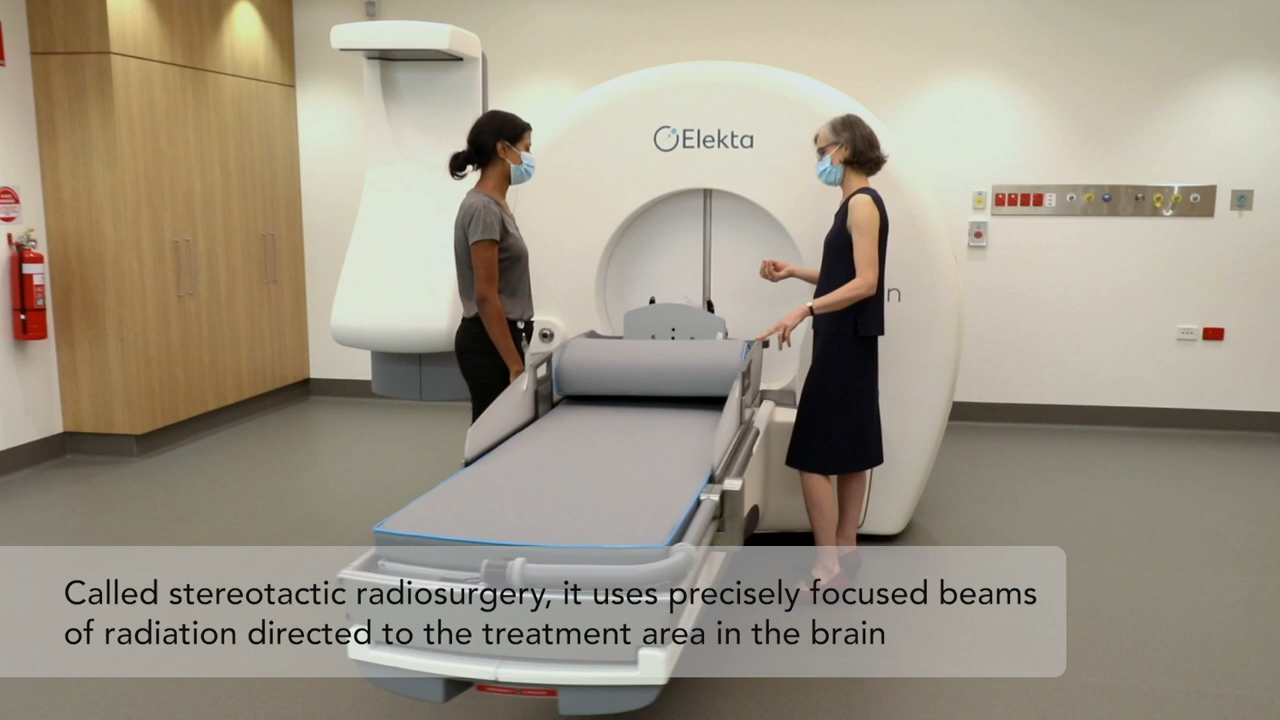 Elekta
n
Called stereotactic radiosurgery, it uses precisely focused beams
of radiation directed to the treatment area in the brain